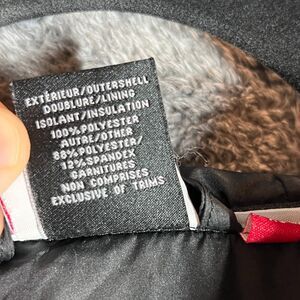 EXTÉRIEUR/OUTERSHELL
DOUBLURE/LINING
ISOLANT/INSULATION
100% POLYESTER
AUTRE/OTHER
88% POLYESTER/
12% SPANDEX
GARNITURES
NON COMPRISES
EXCLUSIVE OF TRIMS